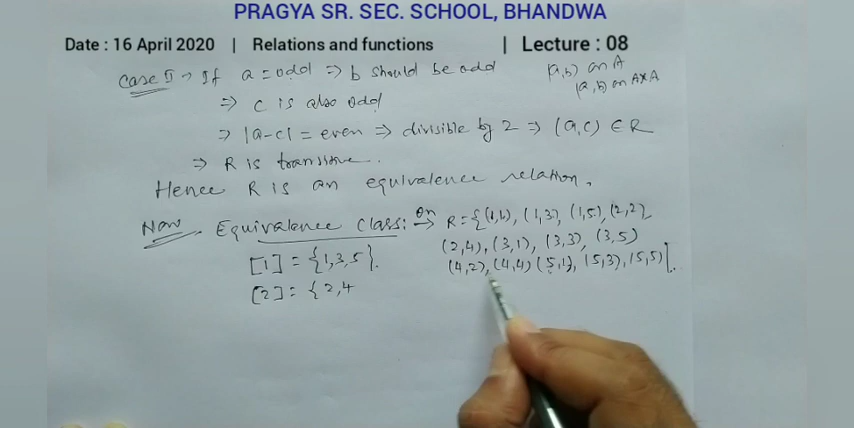 PRAGYA SR. SEC. SCHOOL, BHANDWA
Date : 16 April 2020 | Relations and functions | Lecture : 08
Case II → If a = odd ⇒ b should be odd
(a,b) on A
(a,b) on A×A
⇒ c is also odd
⇒ |a-c| = even ⇒ divisible by 2 ⇒ (a,c) ∈ R
⇒ R is transitive.
Hence R is an equivalence relation.
Now. Equivalence Class: on → R = {(1,1), (1,3), (1,5), (2,2),
(2,4), (3,1), (3,3), (3,5)
(4,2), (4,4) (5,1), (5,3), (5,5)}.
[1] = {1,3,5}.
[2] = {2,4